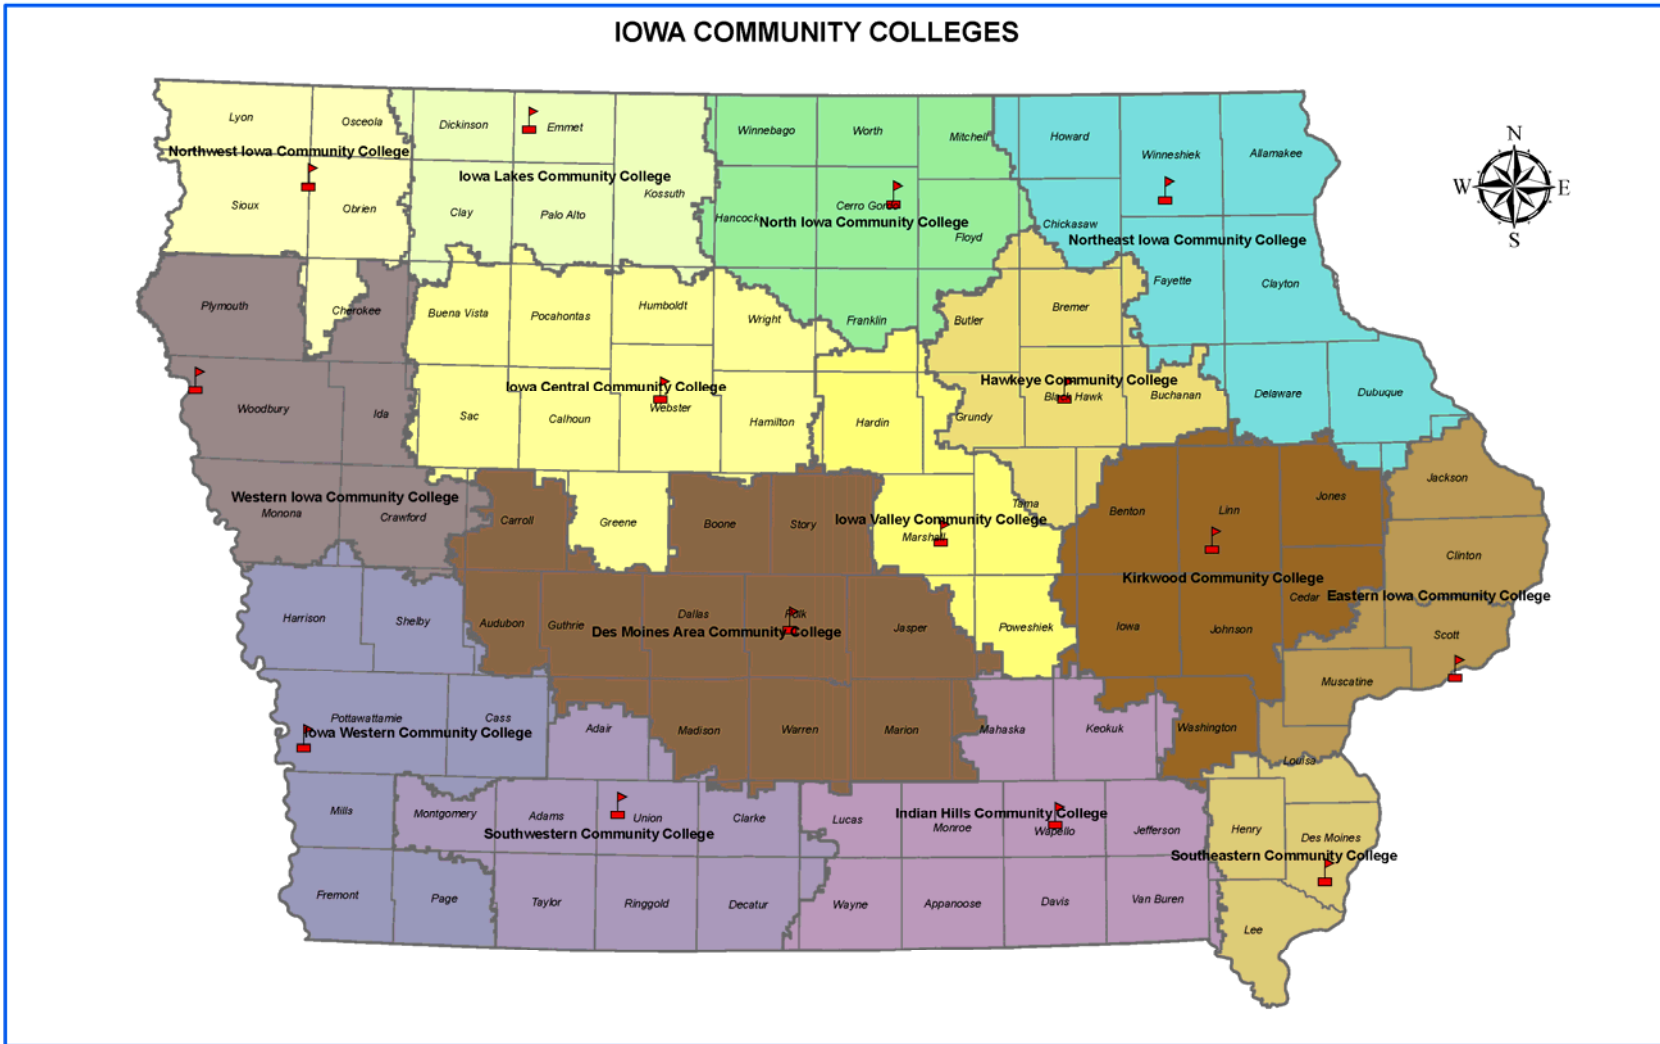 IOWA COMMUNITY COLLEGES
Lyon
Osceola
Dickinson
Emmet
Winnebago
Worth
Mitchell
Howard
Winneshiek
Allamakee
N
W
E
S
Northwest Iowa Community College
Iowa Lakes Community College
Kossuth
Sioux
Obrien
Clay
Palo Alto
Hancock
Cerro Gordo
North Iowa Community College
Floyd
Chickasaw
Northeast Iowa Community College
Plymouth
Cherokee
Buena Vista
Pocahontas
Humboldt
Wright
Franklin
Butler
Bremer
Fayette
Clayton
Woodbury
Ida
Sac
Iowa Central Community College
Calhoun
Webster
Hamilton
Hardin
Grundy
Hawkeye Community College
Black Hawk
Buchanan
Delaware
Dubuque
Western Iowa Community College
Monona
Crawford
Carroll
Greene
Boone
Story
Iowa Valley Community College
Marshall
Tama
Benton
Linn
Jones
Jackson
Clinton
Kirkwood Community College
Cedar
Eastern Iowa Community College
Harrison
Shelby
Audubon
Guthrie
Dallas
Polk
Des Moines Area Community College
Jasper
Poweshiek
Iowa
Johnson
Scott
Muscatine
Pottawattamie
Cass
Iowa Western Community College
Adair
Madison
Warren
Marion
Mahaska
Keokuk
Washington
Louisa
Mills
Montgomery
Adams
Union
Clarke
Southwestern Community College
Lucas
Indian Hills Community College
Monroe
Wapello
Jefferson
Henry
Des Moines
Southeastern Community College
Fremont
Page
Taylor
Ringgold
Decatur
Wayne
Appanoose
Davis
Van Buren
Lee